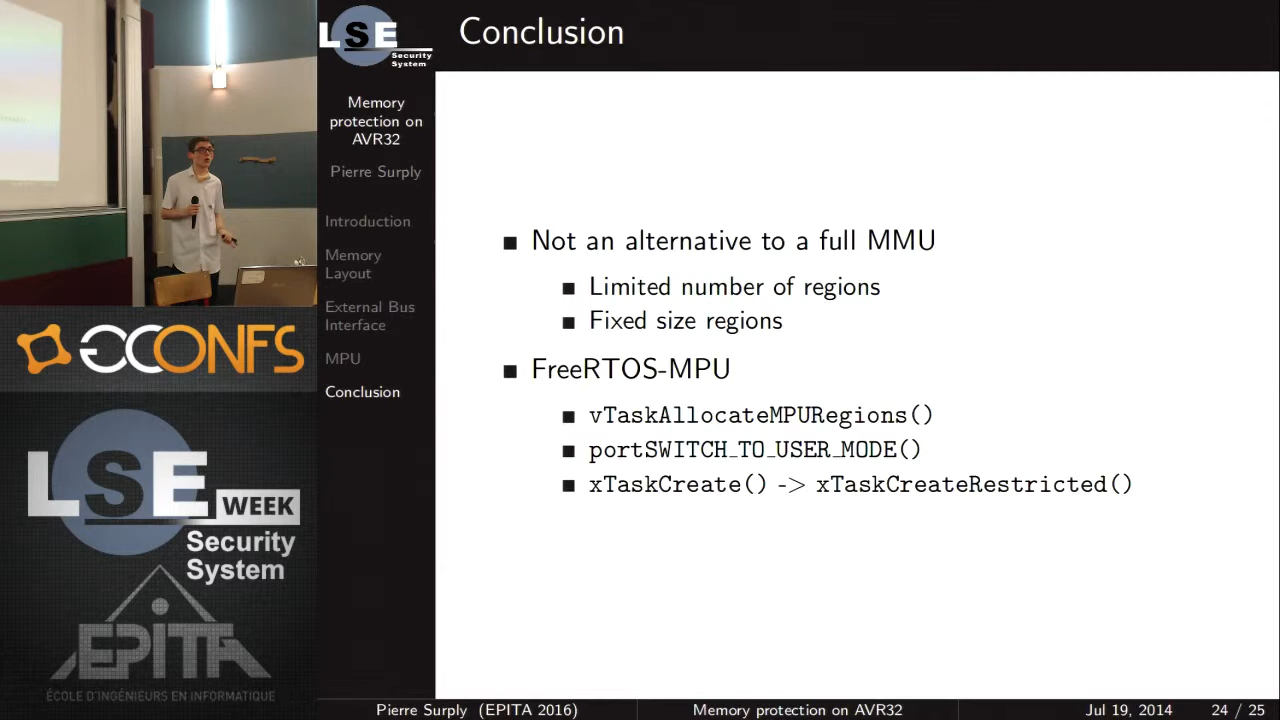 LSE
Security
System
Conclusion
Memory
protection on
AVR32
Pierre Surply
Introduction
Memory
Layout
External Bus
Interface
MPU
Conclusion
■ Not an alternative to a full MMU
■ Limited number of regions
■ Fixed size regions
■ FreeRTOS-MPU
■ vTaskAllocateMPURegions()
■ portSWITCH_TO_USER_MODE()
■ xTaskCreate() -> xTaskCreateRestricted()
CONFS
LSE WEEK
Security
System
EPITA
ÉCOLE D'INGÉNIEURS EN INFORMATIQUE
Pierre Surply (EPITA 2016) Memory protection on AVR32 Jul 19, 2014 24 / 25